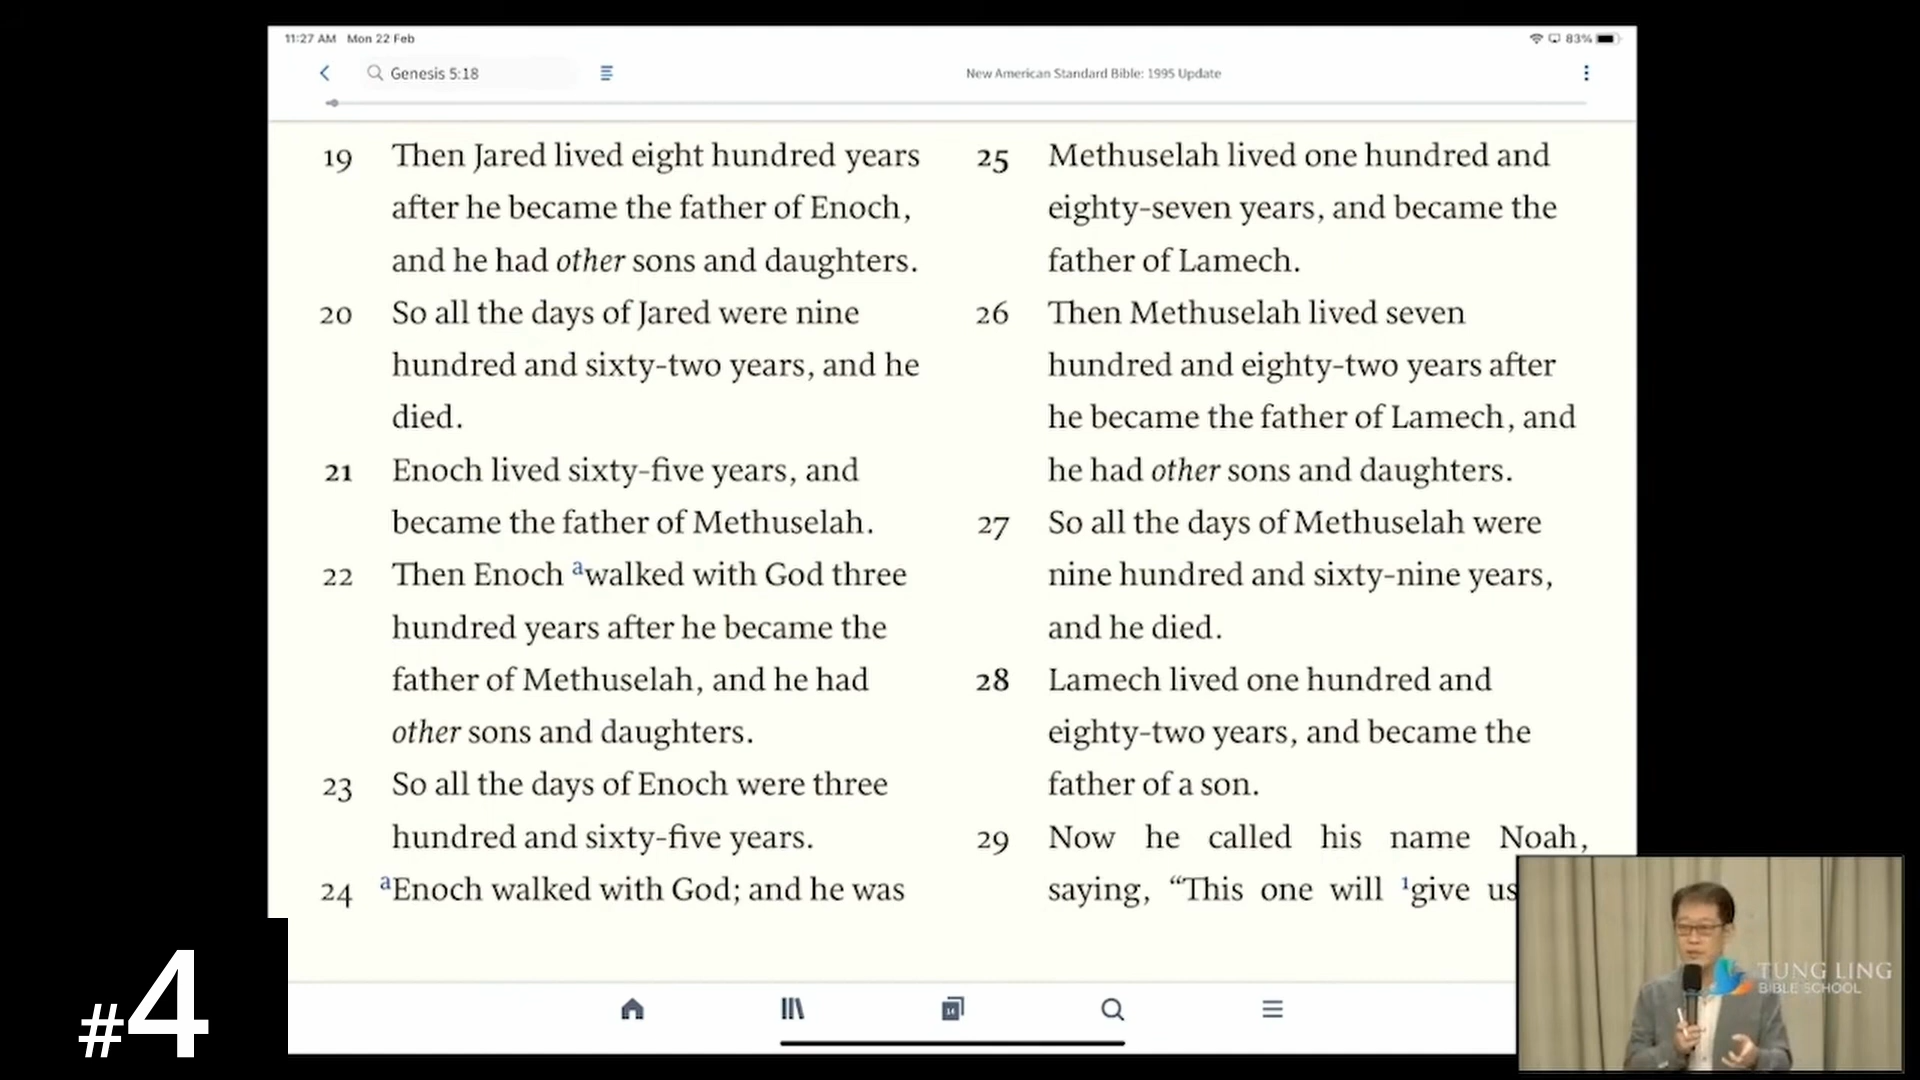 11:27 AM Mon 22 Feb
83%
Genesis 5:18
New American Standard Bible: 1995 Update
19 Then Jared lived eight hundred years
after he became the father of Enoch,
and he had other sons and daughters.
20 So all the days of Jared were nine
hundred and sixty-two years, and he
died.
21 Enoch lived sixty-five years, and
became the father of Methuselah.
22 Then Enoch a walked with God three
hundred years after he became the
father of Methuselah, and he had
other sons and daughters.
23 So all the days of Enoch were three
hundred and sixty-five years.
24 a Enoch walked with God; and he was
25 Methuselah lived one hundred and
eighty-seven years, and became the
father of Lamech.
26 Then Methuselah lived seven
hundred and eighty-two years after
he became the father of Lamech, and
he had other sons and daughters.
27 So all the days of Methuselah were
nine hundred and sixty-nine years,
and he died.
28 Lamech lived one hundred and
eighty-two years, and became the
father of a son.
29 Now he called his name Noah,
saying, “This one will 1 give us
#4
TUNG LING
BIBLE SCHOOL